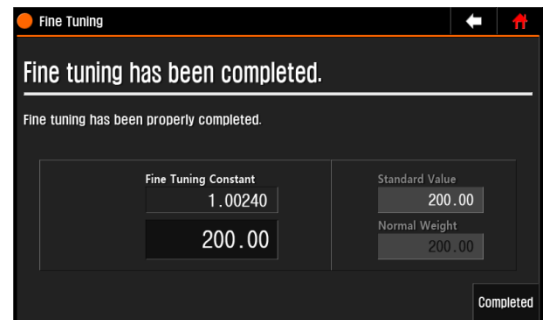 Fine Tuning
Fine tuning has been completed.
Fine tuning has been properly completed.
Fine Tuning Constant
1.00240
200.00
Standard Value
200.00
Normal Weight
200.00
Completed